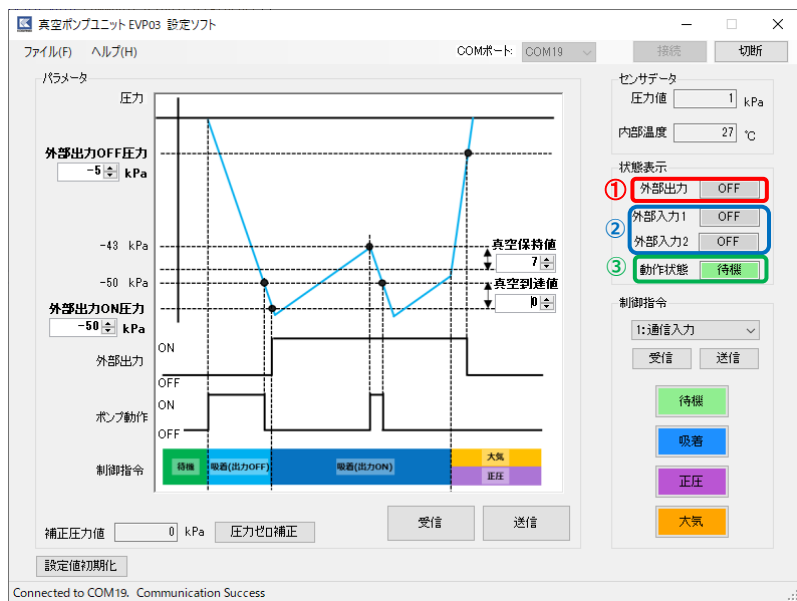 真空ポンプユニット EVP03 設定ソフト
ファイル(F) ヘルプ(H)
COMポート: COM19 接続 切断
パラメータ
圧力
外部出力OFF圧力
-5 kPa
-43 kPa
-50 kPa
外部出力ON圧力
-50 kPa
真空保持値
7
真空到達値
0
外部出力
ON
OFF
ポンプ動作
ON
OFF
制御指令
待機 吸着(出力OFF) 吸着(出力ON) 大気
正圧
補正圧力値 0 kPa 圧力ゼロ補正 受信 送信
設定値初期化
センサデータ
圧力値 1 kPa
内部温度 27 ℃
状態表示
① 外部出力 OFF
② 外部入力1 OFF
外部入力2 OFF
③ 動作状態 待機
制御指令
1:通信入力
受信 送信
待機
吸着
正圧
大気
Connected to COM19. Communication Success